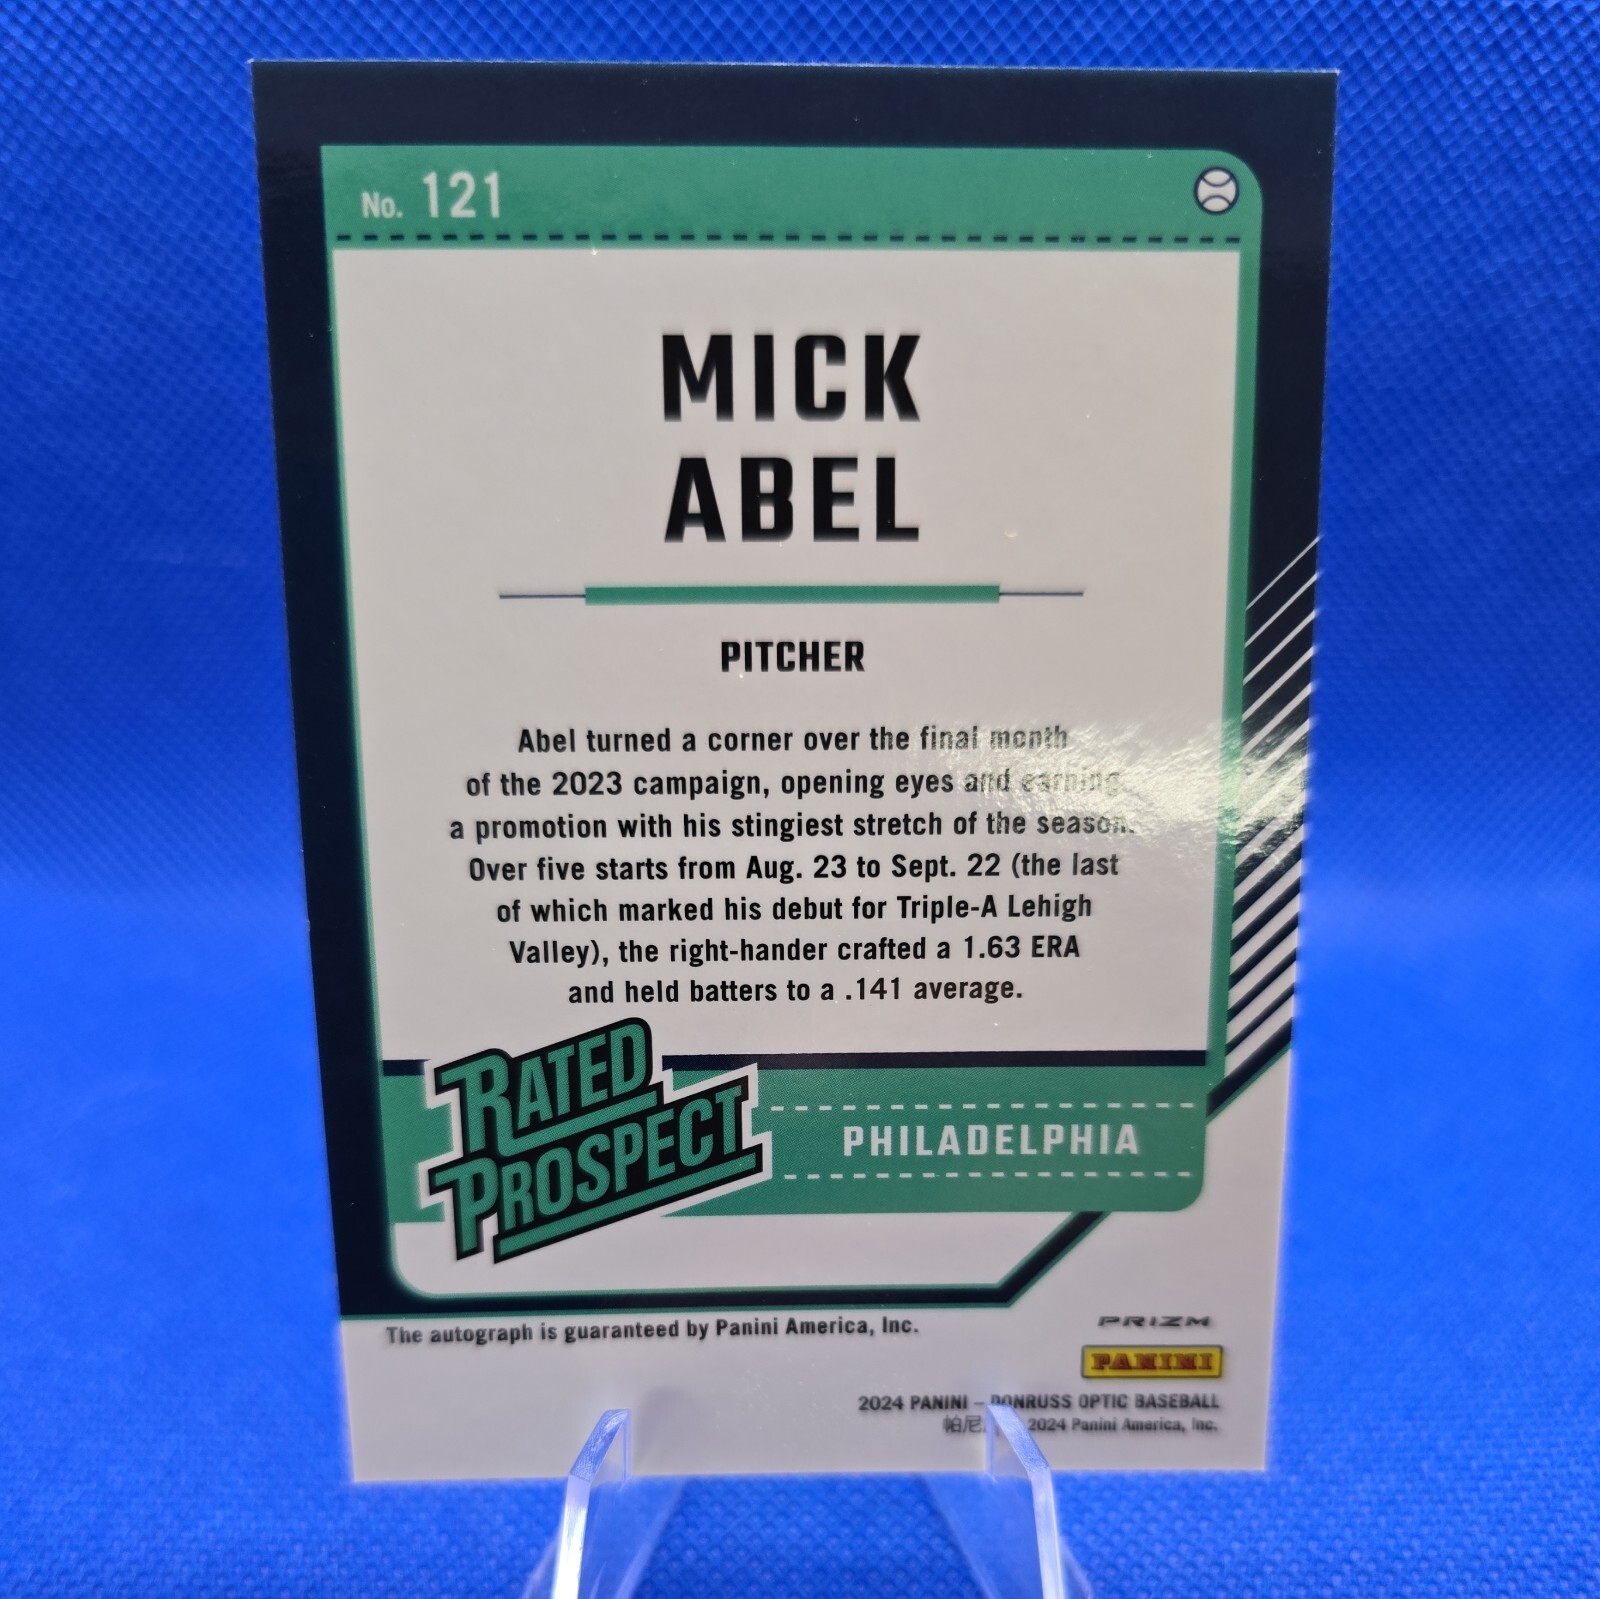 No. 121
MICK
ABEL
PITCHER
Abel turned a corner over the final month
of the 2023 campaign, opening eyes and earning
a promotion with his stingiest stretch of the season.
Over five starts from Aug. 23 to Sept. 22 (the last
of which marked his debut for Triple-A Lehigh
Valley), the right-hander crafted a 1.63 ERA
and held batters to a .141 average.
RATED
PROSPECT
PHILADELPHIA
The autograph is guaranteed by Panini America, Inc.
PRIZM
PANINI
2024 PANINI – DONRUSS OPTIC BASEBALL
帕尼 2024 Panini America, Inc.